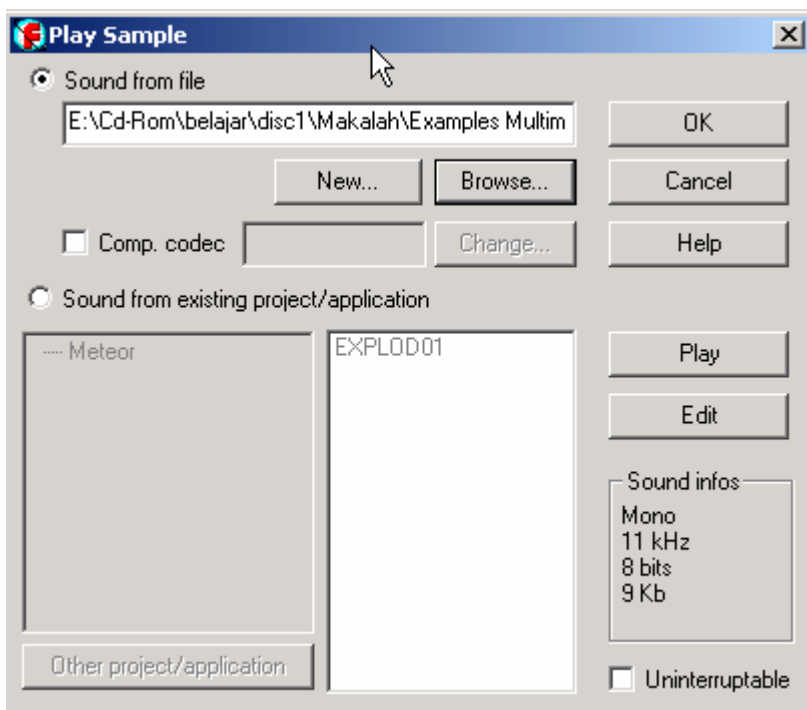 Play Sample
Sound from file
E:\Cd-Rom\belajar\disc1\Makalah\Examples Multim
OK
New...
Browse...
Cancel
Comp. codec
Change...
Help
Sound from existing project/application
Meteor
EXPLOD01
Play
Edit
Sound infos
Mono
11 kHz
8 bits
9 Kb
Other project/application
Uninterruptable